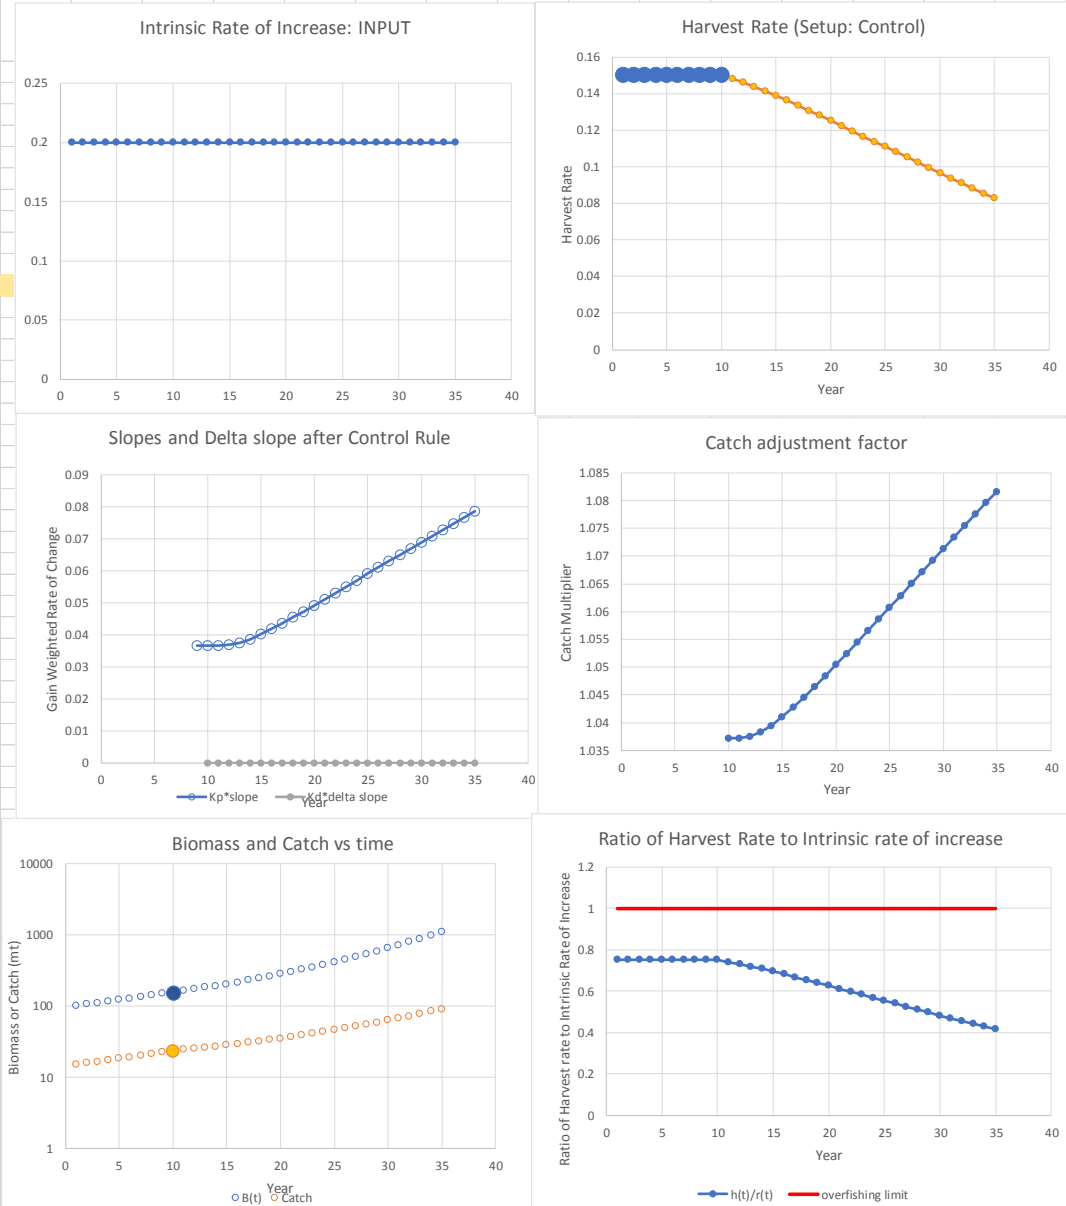 Intrinsic Rate of Increase: INPUT
0.25
0.2
0.15
0.1
0.05
0
0 5 10 15 20 25 30 35 40
Harvest Rate (Setup: Control)
Harvest Rate
0.16
0.14
0.12
0.1
0.08
0.06
0.04
0.02
0
0 5 10 15 20 25 30 35 40
Year
Slopes and Delta slope after Control Rule
Gain Weighted Rate of Change
0.09
0.08
0.07
0.06
0.05
0.04
0.03
0.02
0.01
0
0 5 10 15 20 25 30 35 40
Year
Kp*slope Kd*delta slope
Catch adjustment factor
Catch Multiplier
1.085
1.08
1.075
1.07
1.065
1.06
1.055
1.05
1.045
1.04
1.035
0 5 10 15 20 25 30 35 40
Year
Biomass and Catch vs time
Biomass or Catch (mt)
10000
1000
100
10
1
0 5 10 15 20 25 30 35 40
Year
B(t) Catch
Ratio of Harvest Rate to Intrinsic rate of increase
Ratio of Harvest rate to Intrinsic Rate of Increase
1.2
1
0.8
0.6
0.4
0.2
0
0 5 10 15 20 25 30 35 40
Year
h(t)/r(t) overfishing limit